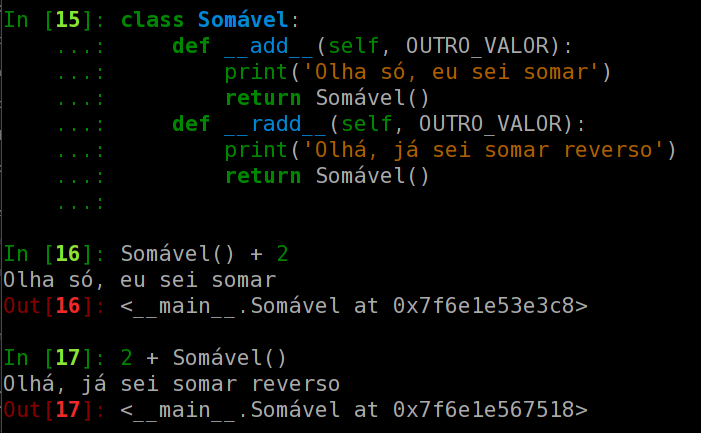 In [15]: class Somável:
   ...:     def __add__(self, OUTRO_VALOR):
   ...:         print('Olha só, eu sei somar')
   ...:         return Somável()
   ...:     def __radd__(self, OUTRO_VALOR):
   ...:         print('Olhá, já sei somar reverso')
   ...:         return Somável()
   ...:
In [16]: Somável() + 2
Olha só, eu sei somar
Out[16]: <__main__.Somável at 0x7f6e1e53e3c8>
In [17]: 2 + Somável()
Olhá, já sei somar reverso
Out[17]: <__main__.Somável at 0x7f6e1e567518>